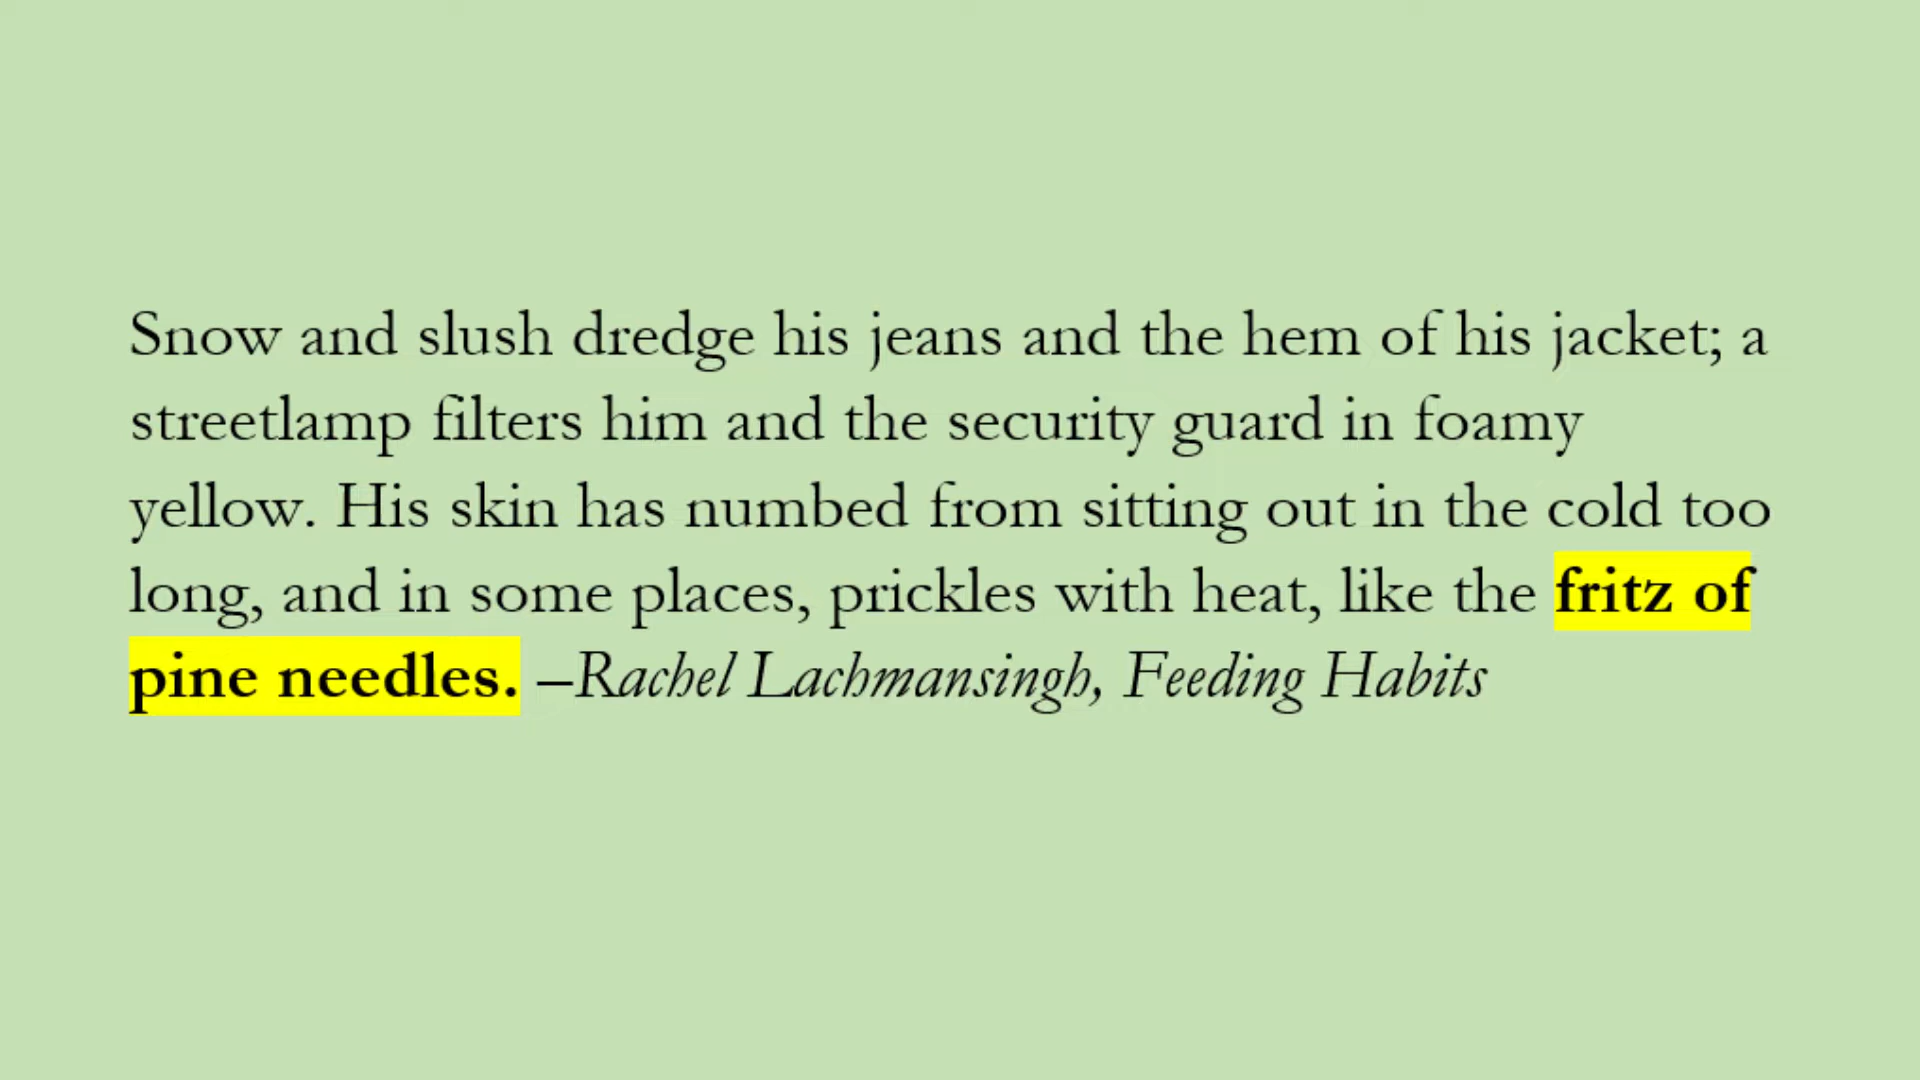 Snow and slush dredge his jeans and the hem of his jacket; a
streetlamp filters him and the security guard in foamy
yellow. His skin has numbed from sitting out in the cold too
long, and in some places, prickles with heat, like the fritz of
pine needles. –Rachel Lachmansingh, Feeding Habits